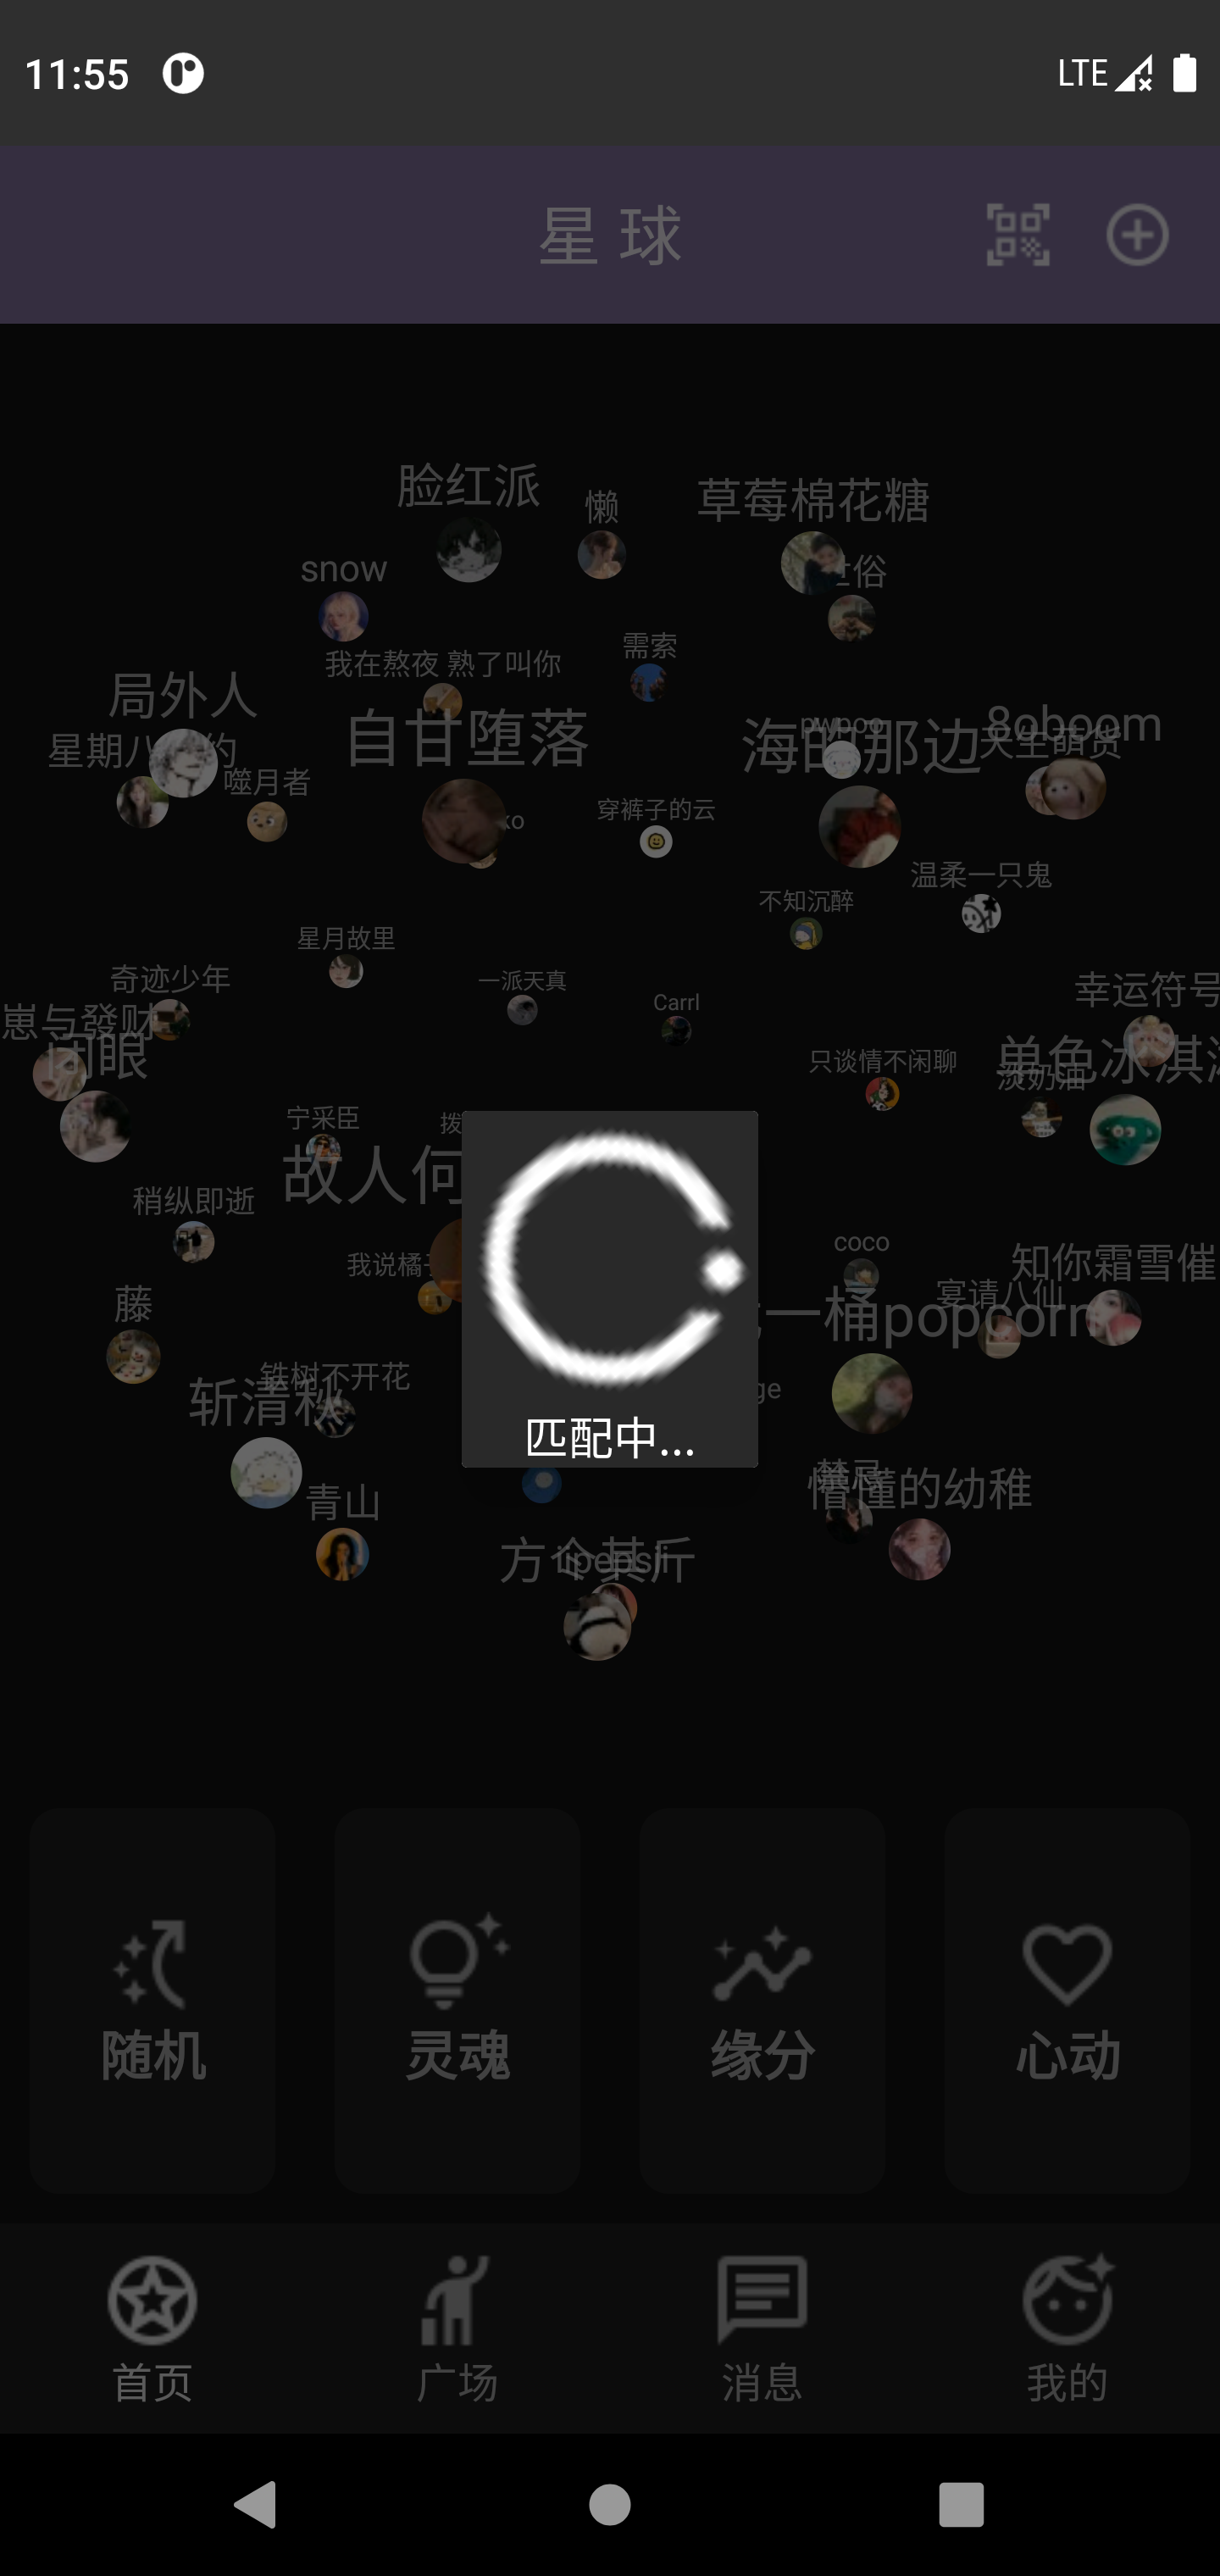 11:55
LTE
星球
脸红派
懒
草莓棉花糖
俗
snow
需索
我在熬夜 熟了叫你
局外人
自甘堕落
pwpoo
8oboom
海的那边
天生萌货
星期八
约
噬月者
穿裤子的云
ko
温柔一只鬼
不知沉醉
星月故里
奇迹少年
一派天真
幸运符号
Carrl
崽与發财
闭眼
只谈情不闲聊
单色冰淇
淡奶油
宁采臣
拨
故人何
稍纵即逝
coco
我说橘子
知你霜雪催
宴请八仙
藤
一桶popcorn
铁树不开花
ge
斩清秋
匹配中...
禁忌
懵懂的幼稚
青山
随机
灵魂
缘分
心动
首页
广场
消息
我的